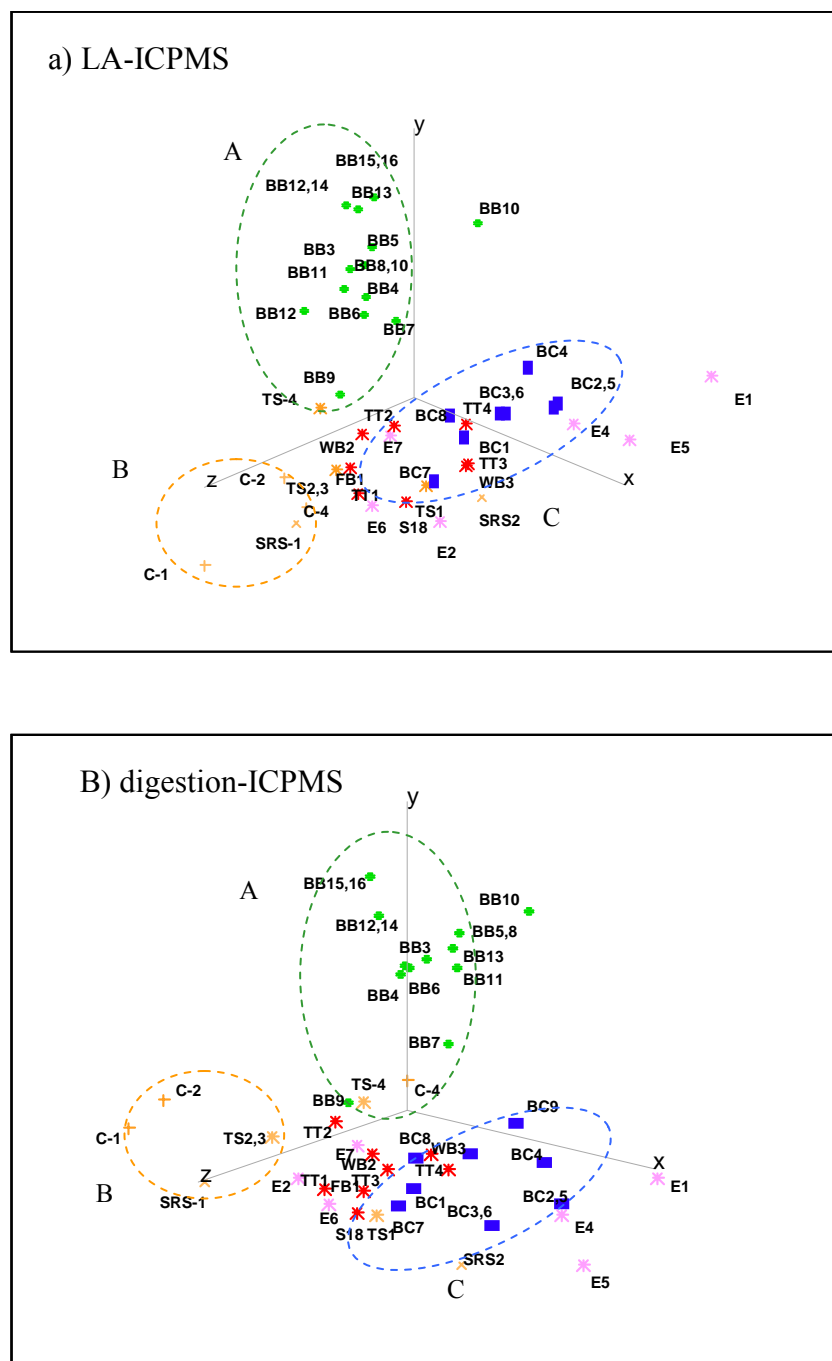 a) LA-ICPMS
y
A
BB15,16
BB12,14
BB13
BB10
BB5
BB3
BB8,10
BB11
BB4
BB12
BB6
BB7
BC4
BB9
BC2,5
BC3,6
TS-4
E1
TT2
BC8
TT4
E4
WB2
E7
BC1
E5
B
TT3
z
C-2
BC7
x
FB1
TS2,3
WB3
TT1
C-4
TS1
C
SRS2
E6
S18
SRS-1
E2
C-1
B) digestion-ICPMS
y
A
BB15,16
BB10
BB12,14
BB5,8
BB3
BB13
BB11
BB6
BB4
BB7
TS-4
C-4
C-2
BB9
BC9
C-1
TS2,3
TT2
BC8
WB3
E7
BC4
WB2
x
z
TT4
TT1
TT3
E1
E2
FB1
B
SRS-1
BC1
BC2,5
BC3,6
E6
BC7
E4
S18
TS1
SRS2
E5
C